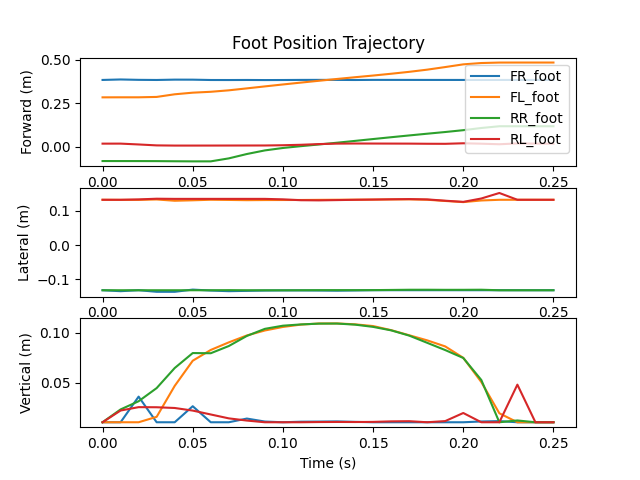 Foot Position Trajectory
Forward (m)
0.50
0.25
0.00
FR_foot
FL_foot
RR_foot
RL_foot
0.00 0.05 0.10 0.15 0.20 0.25
Lateral (m)
0.1
0.0
−0.1
0.00 0.05 0.10 0.15 0.20 0.25
Vertical (m)
0.10
0.05
0.00 0.05 0.10 0.15 0.20 0.25
Time (s)